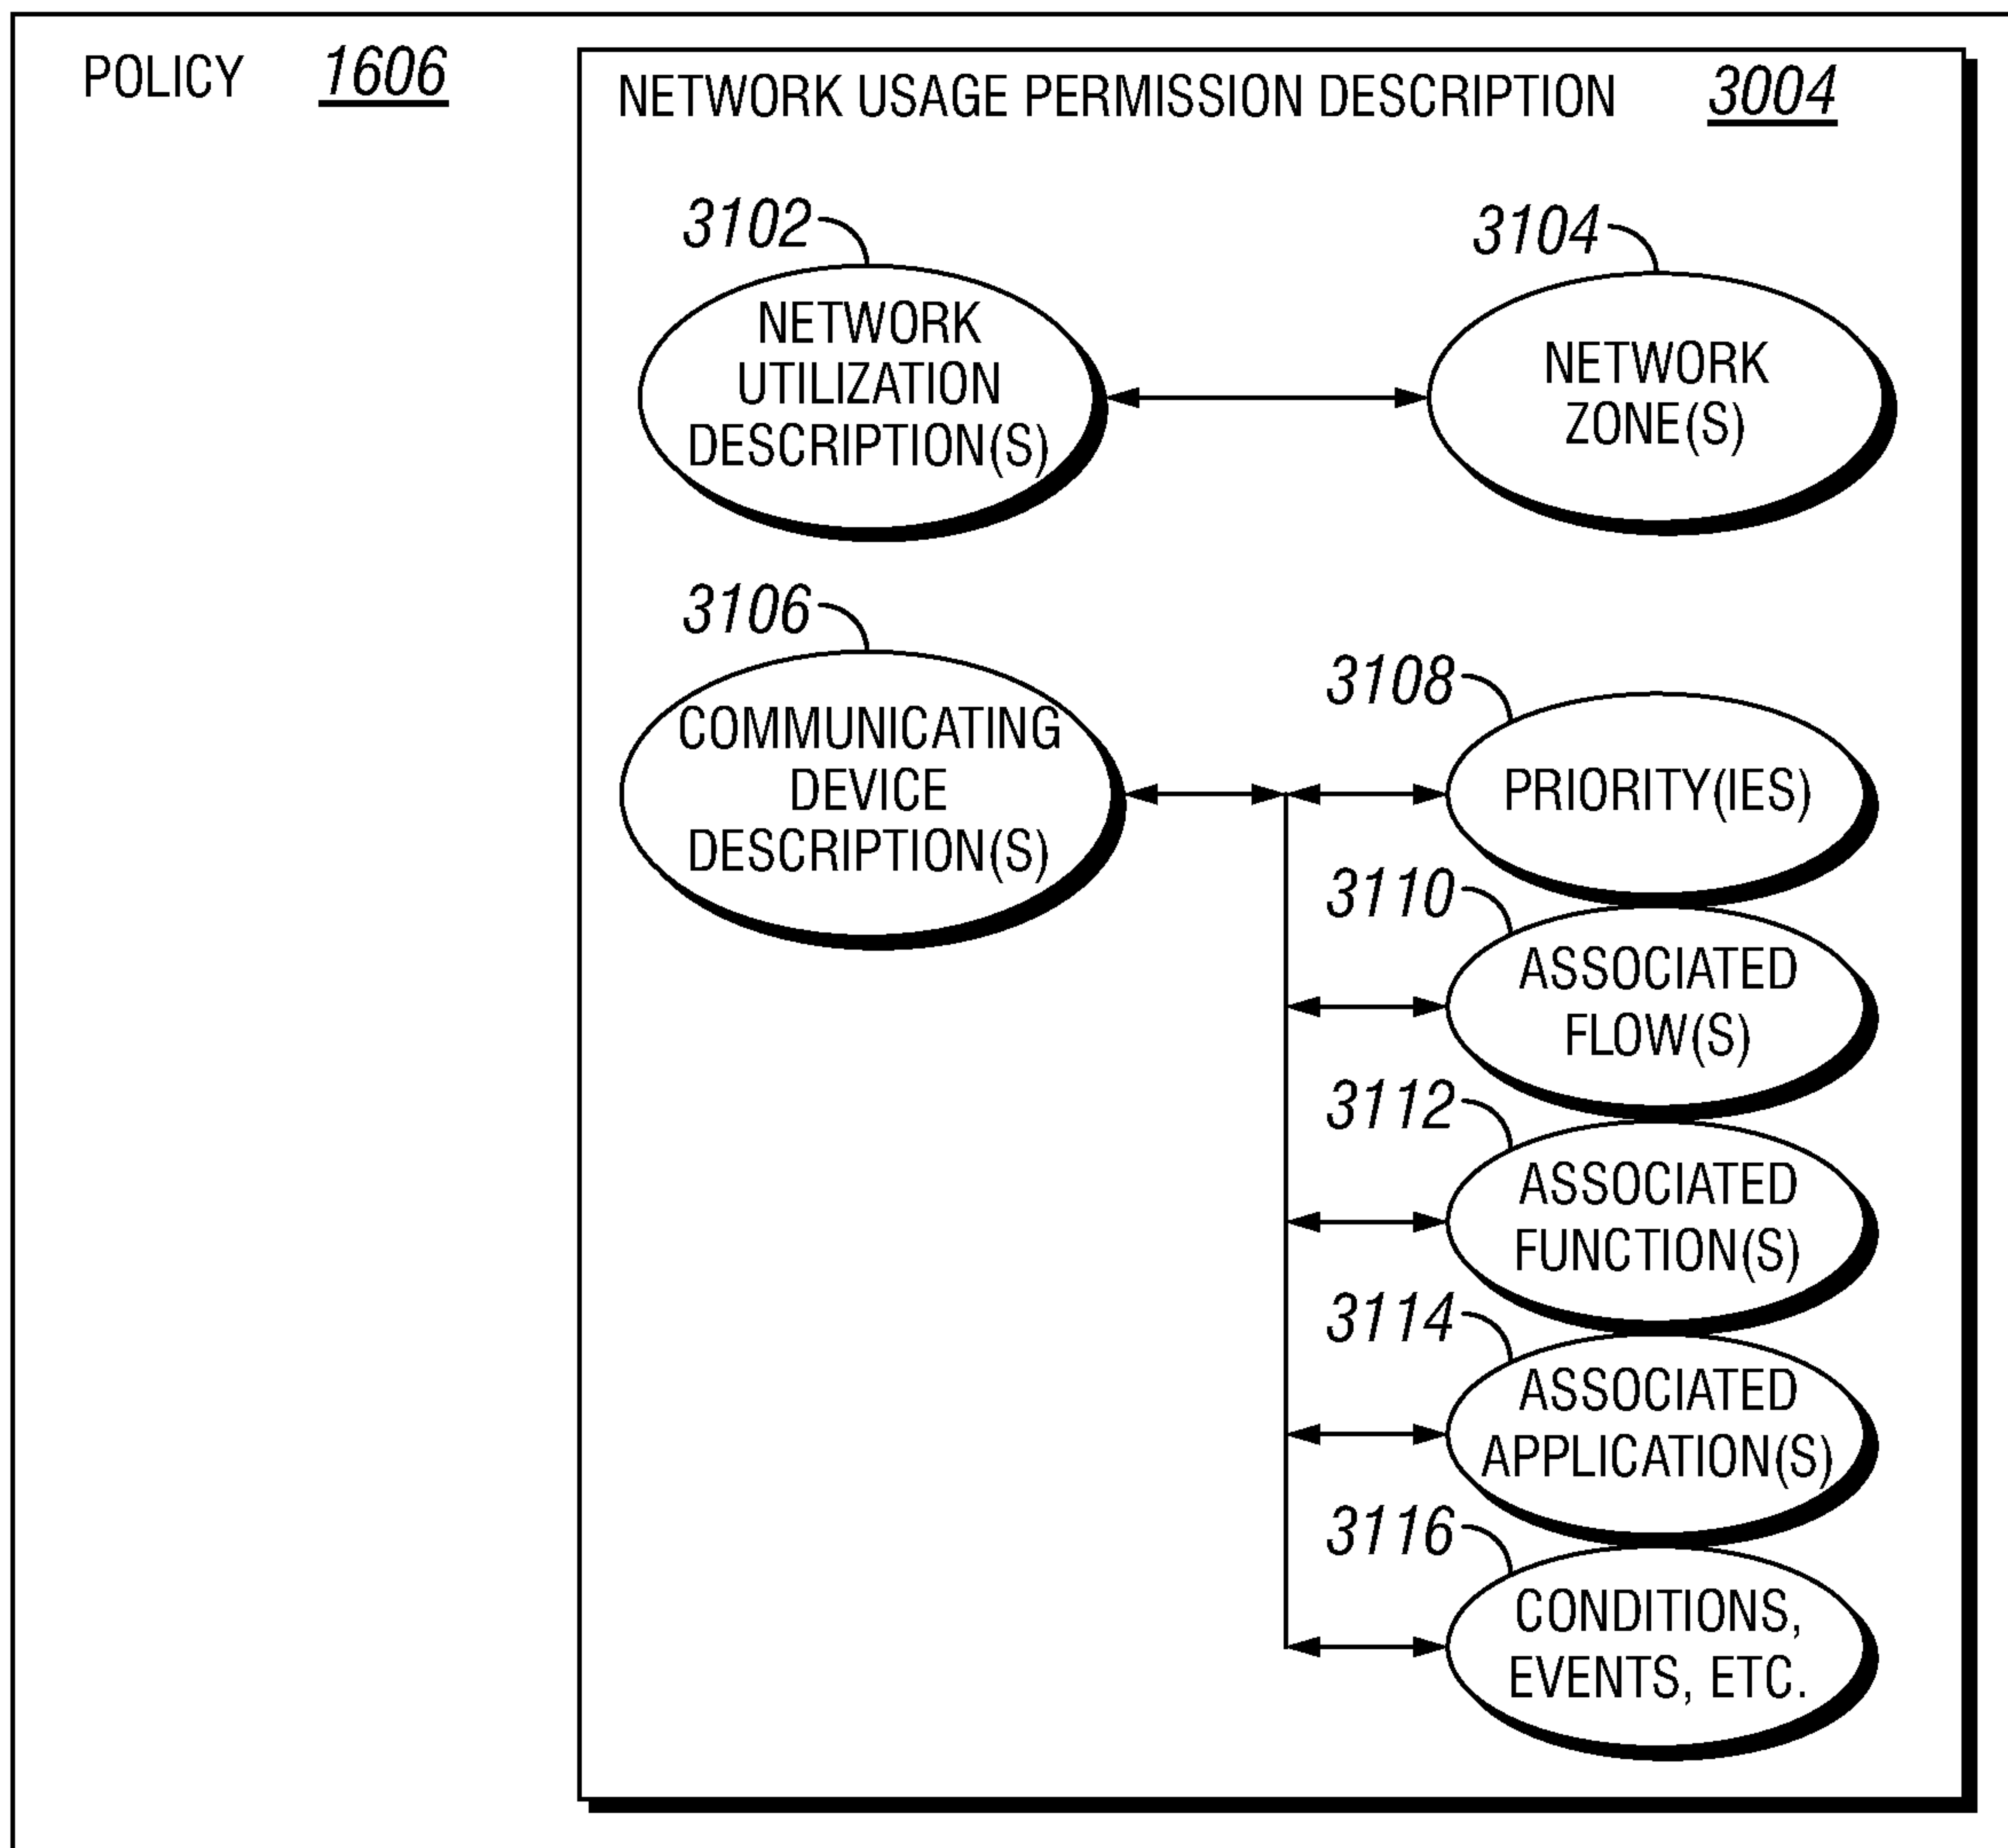 POLICY 1606
NETWORK USAGE PERMISSION DESCRIPTION 3004
3102
NETWORK
UTILIZATION
DESCRIPTION(S)
3104
NETWORK
ZONE(S)
3106
COMMUNICATING
DEVICE
DESCRIPTION(S)
3108
PRIORITY(IES)
3110
ASSOCIATED
FLOW(S)
3112
ASSOCIATED
FUNCTION(S)
3114
ASSOCIATED
APPLICATION(S)
3116
CONDITIONS,
EVENTS, ETC.